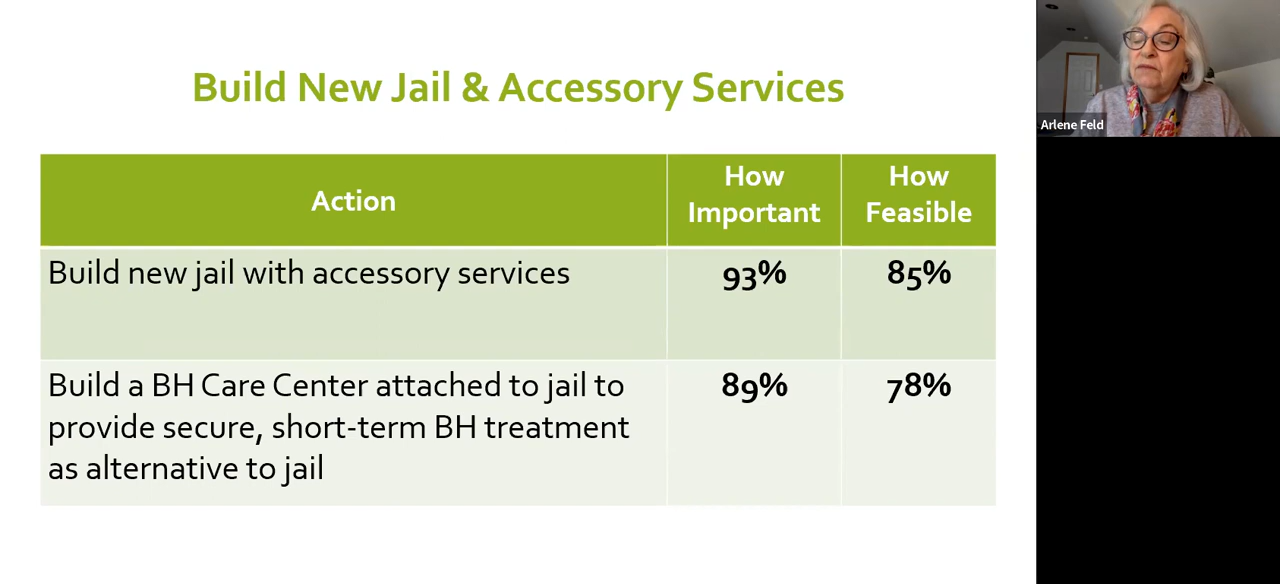 Build New Jail & Accessory Services
Arlene Feld
Action
How
Important
How
Feasible
Build new jail with accessory services
93%
85%
Build a BH Care Center attached to jail to
provide secure, short-term BH treatment
as alternative to jail
89%
78%